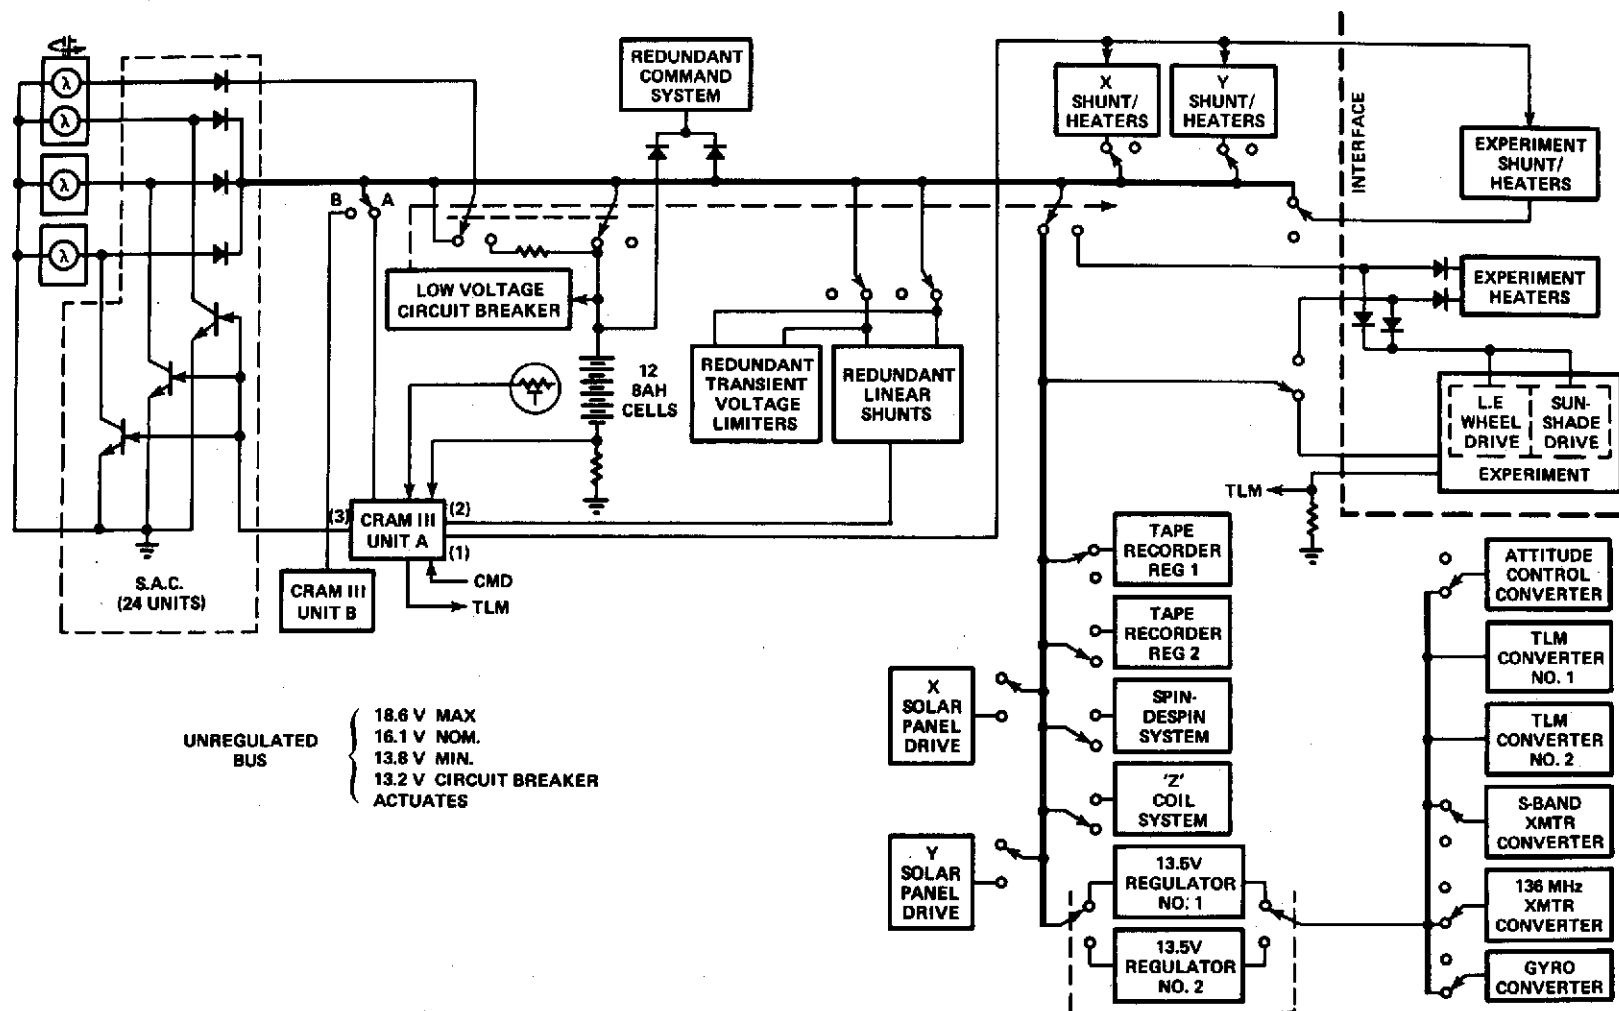 REDUNDANT
COMMAND
SYSTEM
X
SHUNT/
HEATERS
Y
SHUNT/
HEATERS
INTERFACE
EXPERIMENT
SHUNT/
HEATERS
λ
λ
λ
λ
B
A
LOW VOLTAGE
CIRCUIT BREAKER
EXPERIMENT
HEATERS
12
8AH
CELLS
REDUNDANT
TRANSIENT
VOLTAGE
LIMITERS
REDUNDANT
LINEAR
SHUNTS
L.E
WHEEL
DRIVE
SUN-
SHADE
DRIVE
EXPERIMENT
TLM
(3)
CRAM III
UNIT A
(2)
(1)
CMD
TLM
CRAM III
UNIT B
S.A.C.
(24 UNITS)
TAPE
RECORDER
REG 1
TAPE
RECORDER
REG 2
SPIN-
DESPIN
SYSTEM
'Z'
COIL
SYSTEM
13.5V
REGULATOR
NO: 1
13.5V
REGULATOR
NO. 2
X
SOLAR
PANEL
DRIVE
Y
SOLAR
PANEL
DRIVE
ATTITUDE
CONTROL
CONVERTER
TLM
CONVERTER
NO. 1
TLM
CONVERTER
NO. 2
S-BAND
XMTR
CONVERTER
136 MHz
XMTR
CONVERTER
GYRO
CONVERTER
UNREGULATED
BUS
18.6 V MAX
16.1 V NOM.
13.8 V MIN.
13.2 V CIRCUIT BREAKER
ACTUATES